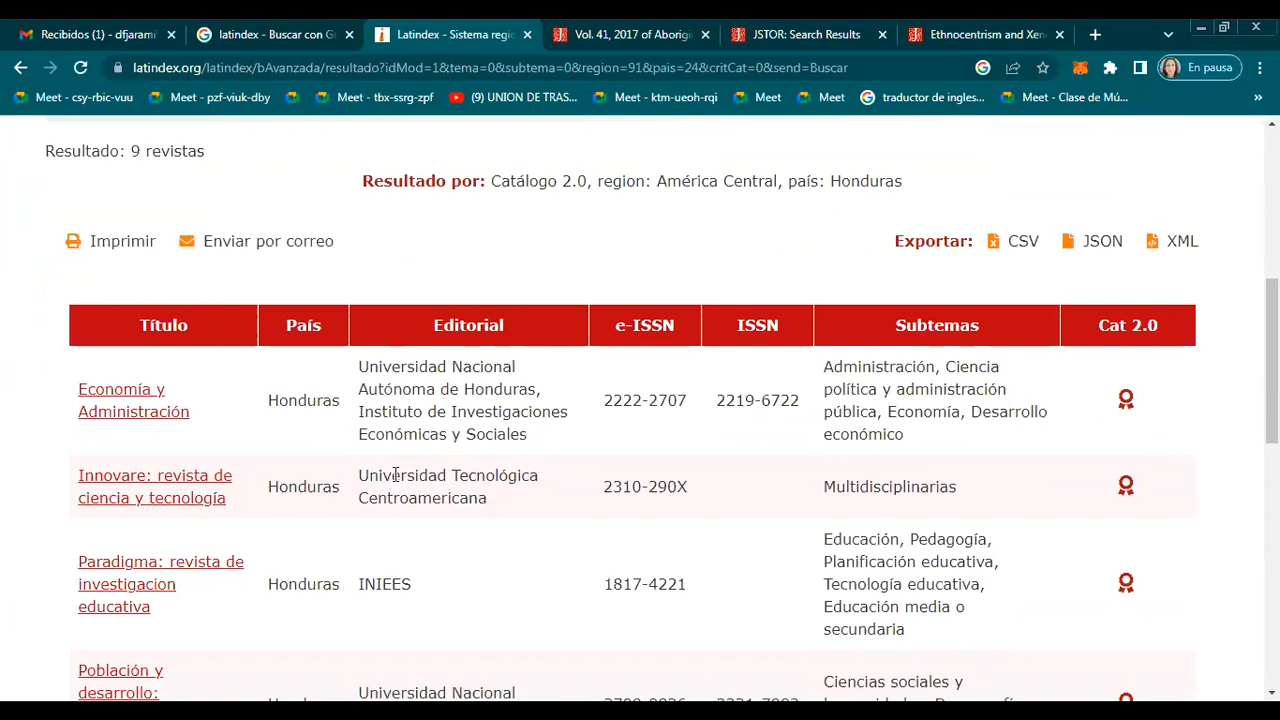 Recibidos (1) - dfjarami
latindex - Buscar con Go
Latindex - Sistema regi
Vol. 41, 2017 of Aborigi
JSTOR: Search Results
Ethnocentrism and Xen
latindex.org/latindex/bAvanzada/resultado?idMod=1&tema=0&subtema=0&region=91&pais=24&critCat=0&send=Buscar
En pausa
Meet - csy-rbic-vuu
Meet - pzf-viuk-dby
Meet - tbx-ssrg-zpf
(9) UNION DE TRAS...
Meet - ktm-ueoh-rqi
Meet
Meet
traductor de ingles...
Meet - Clase de Mú...
Resultado: 9 revistas
Resultado por: Catálogo 2.0, region: América Central, país: Honduras
Imprimir
Enviar por correo
Exportar:
CSV
JSON
XML
Título
País
Editorial
e-ISSN
ISSN
Subtemas
Cat 2.0
Economía y
Administración
Honduras
Universidad Nacional
Autónoma de Honduras,
Instituto de Investigaciones
Económicas y Sociales
2222-2707
2219-6722
Administración, Ciencia
política y administración
pública, Economía, Desarrollo
económico
Innovare: revista de
ciencia y tecnología
Honduras
Universidad Tecnológica
Centroamericana
2310-290X
Multidisciplinarias
Paradigma: revista de
investigacion
educativa
Honduras
INIEES
1817-4221
Educación, Pedagogía,
Planificación educativa,
Tecnología educativa,
Educación media o
secundaria
Población y
desarrollo:
Universidad Nacional
Ciencias sociales y